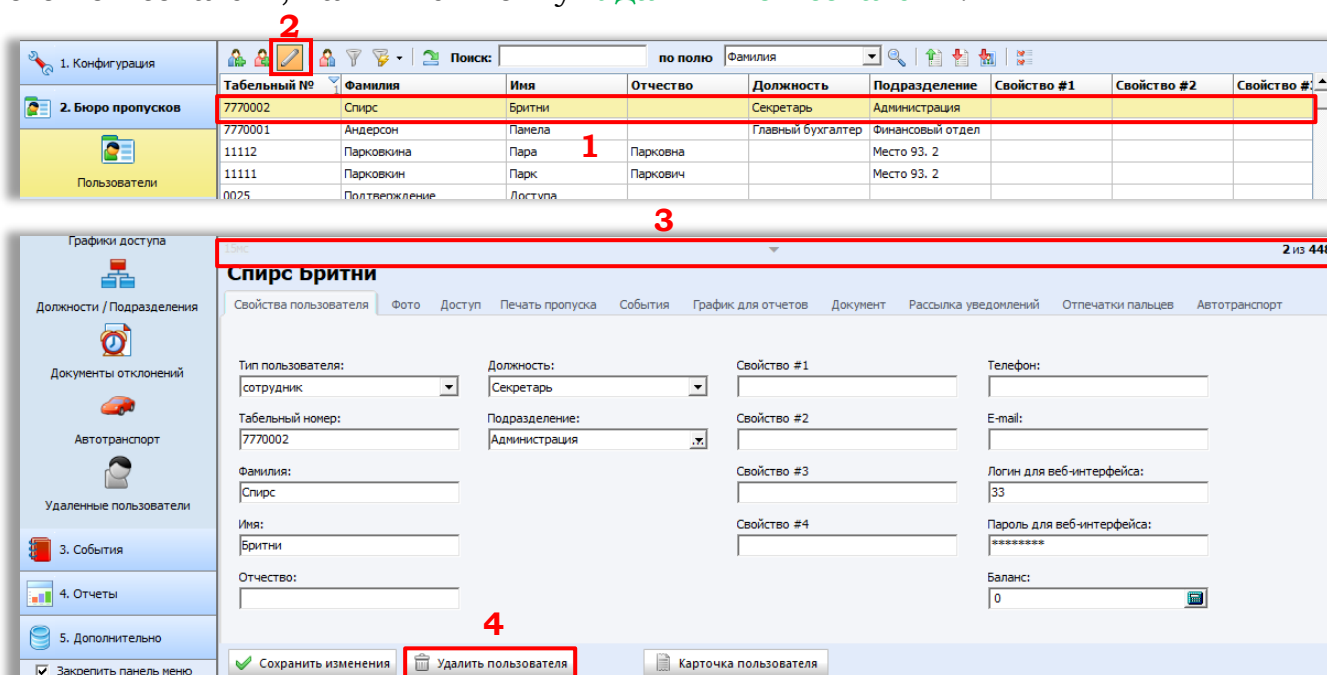 2
1. Конфигурация
Поиск:
по полю
Фамилия
Табельный № 1 Фамилия Имя Отчество Должность Подразделение Свойство #1 Свойство #2 Свойство #
2. Бюро пропусков
7770002 Спирс Бритни Секретарь Администрация
7770001 Андерсон Памела Главный бухгалтер Финансовый отдел
1
11112 Парковкина Пара Парковна Место 93. 2
Пользователи
11111 Парковкин Парк Паркович Место 93. 2
0025 Подтверждение Доступа
3
Графики доступа
15мс
2 из 448
Спирс Бритни
Должности / Подразделения
Свойства пользователя Фото Доступ Печать пропуска События График для отчетов Документ Рассылка уведомлений Отпечатки пальцев Автотранспорт
Документы отклонений
Автотранспорт
Удаленные пользователи
3. События
4. Отчеты
5. Дополнительно
Закрепить панель меню
Тип пользователя: Должность: Свойство #1 Телефон:
сотрудник Секретарь
Табельный номер: Подразделение: Свойство #2 E-mail:
7770002 Администрация
Фамилия: Свойство #3 Логин для веб-интерфейса:
Спирс 33
Имя: Свойство #4 Пароль для веб-интерфейса:
Бритни ********
Отчество: Баланс:
0
4
Сохранить изменения Удалить пользователя Карточка пользователя